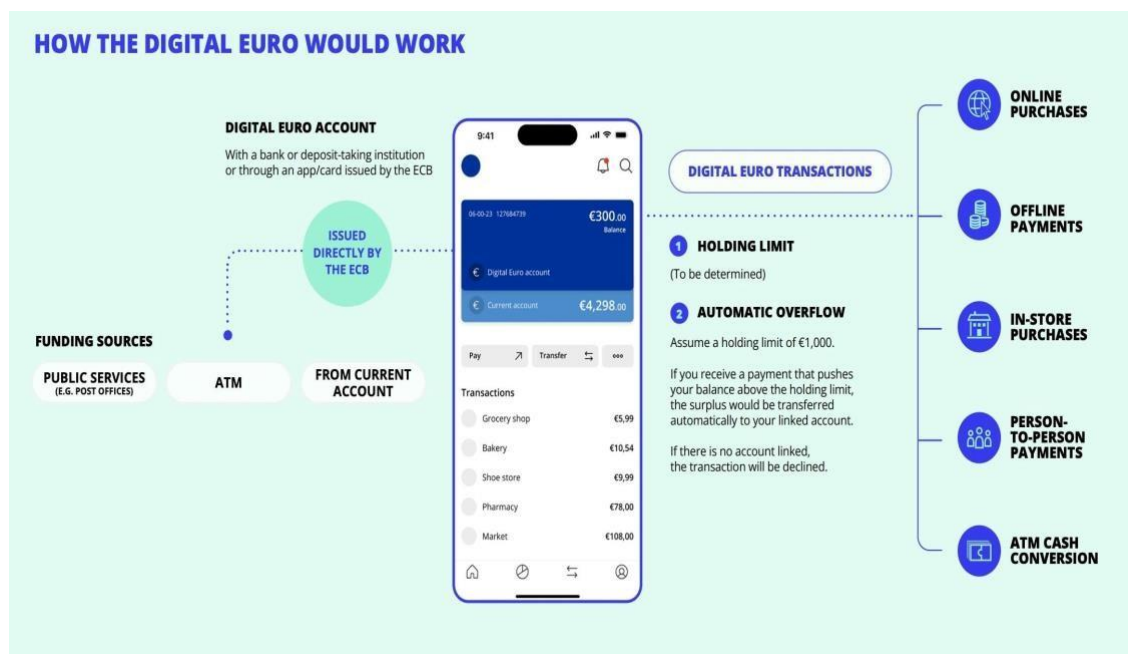 HOW THE DIGITAL EURO WOULD WORK
DIGITAL EURO ACCOUNT
With a bank or deposit-taking institution
or through an app/card issued by the ECB
ISSUED
DIRECTLY BY
THE ECB
FUNDING SOURCES
PUBLIC SERVICES
(E.G. POST OFFICES)
ATM
FROM CURRENT
ACCOUNT
9:41
06-00-23 127684739
€300.00
Balance
€ Digital Euro account
€ Current account €4,298.00
Pay
Transfer
Transactions
Grocery shop €5,99
Bakery €10,54
Shoe store €9,99
Pharmacy €78,00
Market €108,00
DIGITAL EURO TRANSACTIONS
1 HOLDING LIMIT
(To be determined)
2 AUTOMATIC OVERFLOW
Assume a holding limit of €1,000.
If you receive a payment that pushes
your balance above the holding limit,
the surplus would be transferred
automatically to your linked account.
If there is no account linked,
the transaction will be declined.
ONLINE
PURCHASES
OFFLINE
PAYMENTS
IN-STORE
PURCHASES
PERSON-
TO-PERSON
PAYMENTS
ATM CASH
CONVERSION